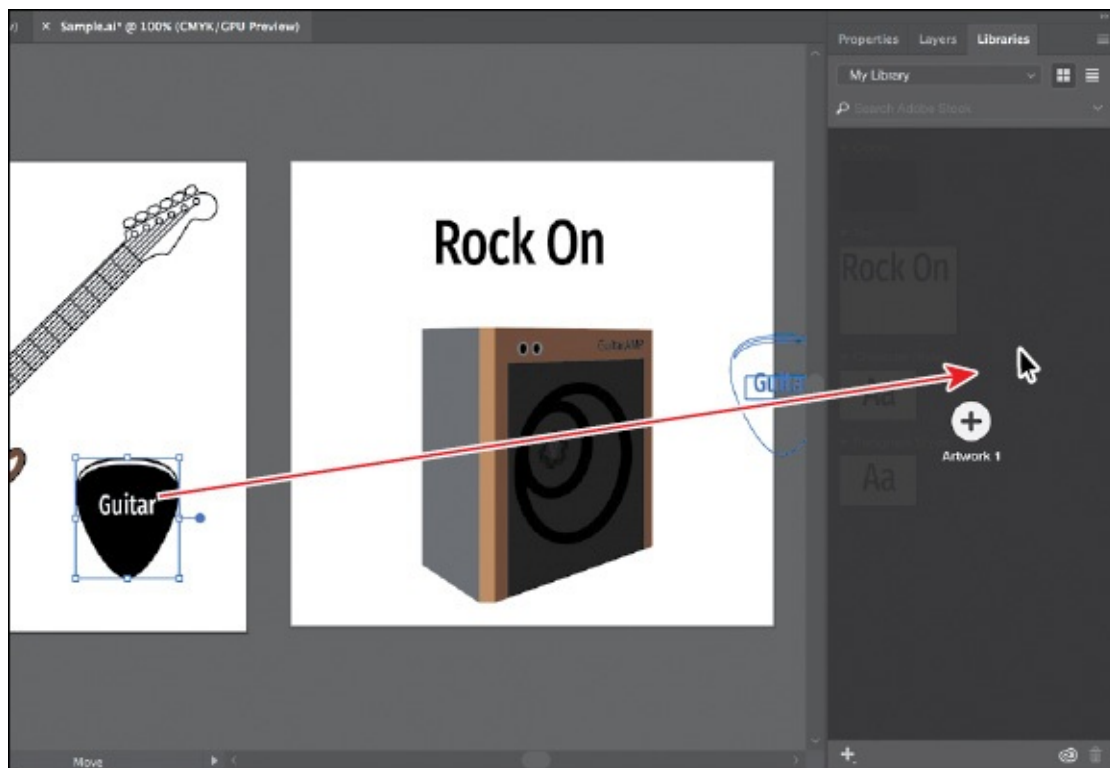 × Sample.ai* @ 100% (CMYK/GPU Preview)
Properties Layers Libraries
My Library
Search Adobe Stock
Rock On
Rock On
GuitarAMP
Guitar
Guitar
Aa
Artwork 1
Aa
Move